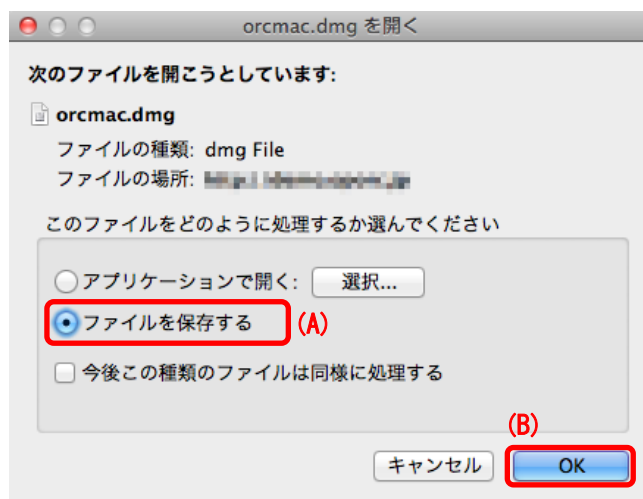 orcmac.dmg を開く
次のファイルを開こうとしています:
orcmac.dmg
ファイルの種類: dmg File
ファイルの場所:
このファイルをどのように処理するか選んでください
アプリケーションで開く: 選択...
ファイルを保存する (A)
今後この種類のファイルは同様に処理する
(B)
キャンセル OK